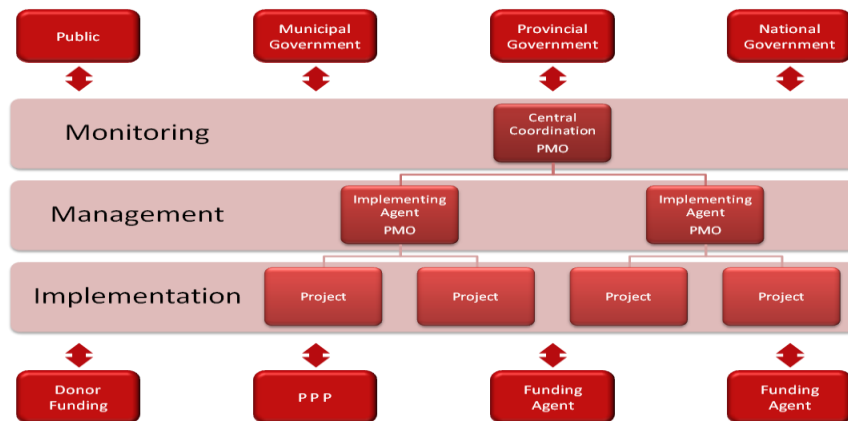 Public
Municipal
Government
Provincial
Government
National
Government
Monitoring
Central
Coordination
PMO
Management
Implementing
Agent
PMO
Implementing
Agent
PMO
Implementation
Project
Project
Project
Project
Donor
Funding
P P P
Funding
Agent
Funding
Agent